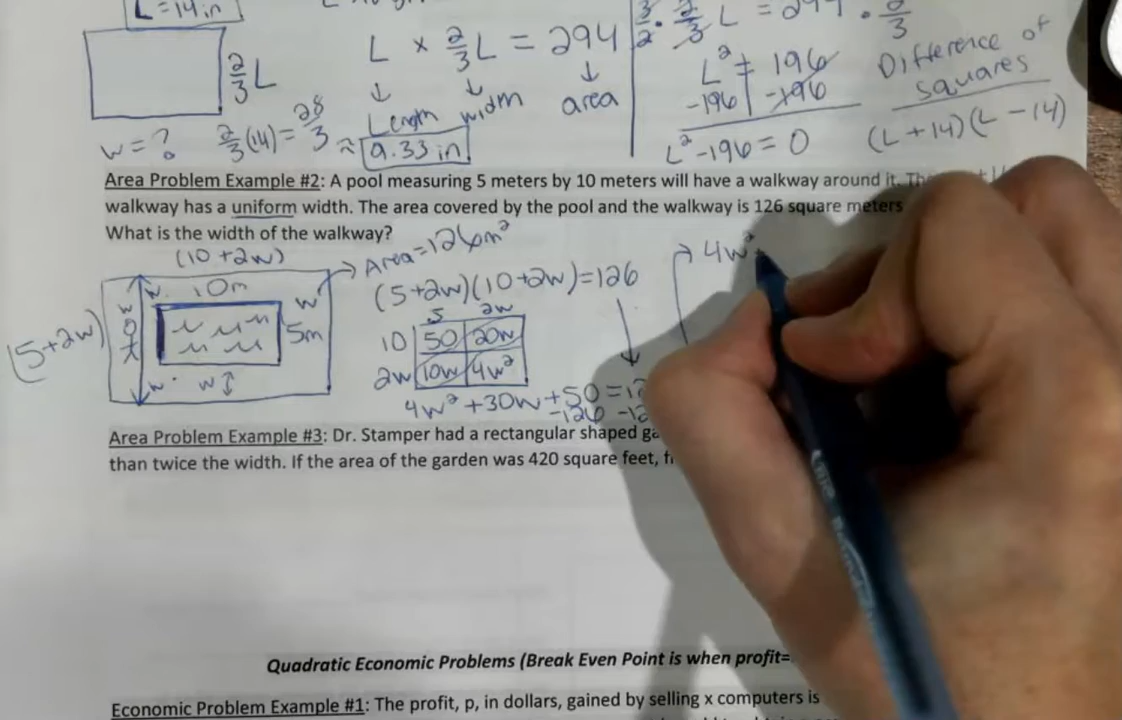 L = 14 in
2/3 L
w = ?
2/3(14) = 28/3 ≈ 9.33 in
L × 2/3 L = 294
↓ Length ↓ width ↓ area
3/2 · 2/3 L = 294 · 3
L² = 196
-196 -196
L² - 196 = 0
Difference of
squares
(L + 14)(L - 14)
Area Problem Example #2: A pool measuring 5 meters by 10 meters will have a walkway around it.
walkway has a uniform width. The area covered by the pool and the walkway is 126 square meters
What is the width of the walkway?
(10 + 2w)
→ Area = 126m²
w 10m w
(5 + 2w)
5m
w w
(5 + 2w)(10 + 2w) = 126
5 2w
10 50 20w
2w 10w 4w²
4w² + 30w + 50 =
-126
→ 4w²
Area Problem Example #3: Dr. Stamper had a rectangular shaped
than twice the width. If the area of the garden was 420 square feet,
Quadratic Economic Problems (Break Even Point is when profit=
Economic Problem Example #1: The profit, p, in dollars, gained by selling x computers is